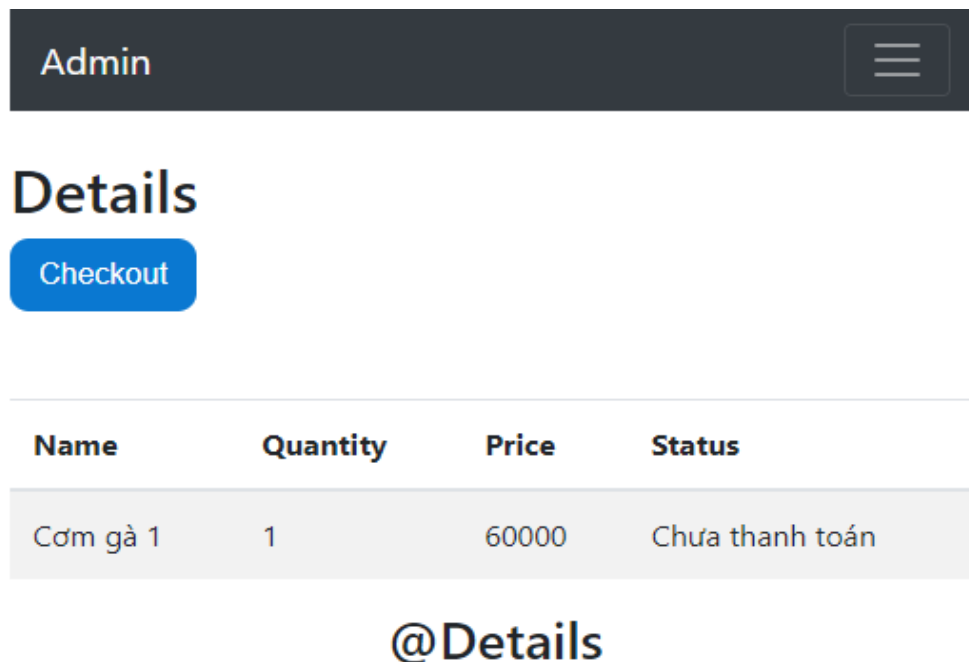 Admin
Details
Checkout
Name Quantity Price Status
Cơm gà 1 1 60000 Chưa thanh toán
@Details